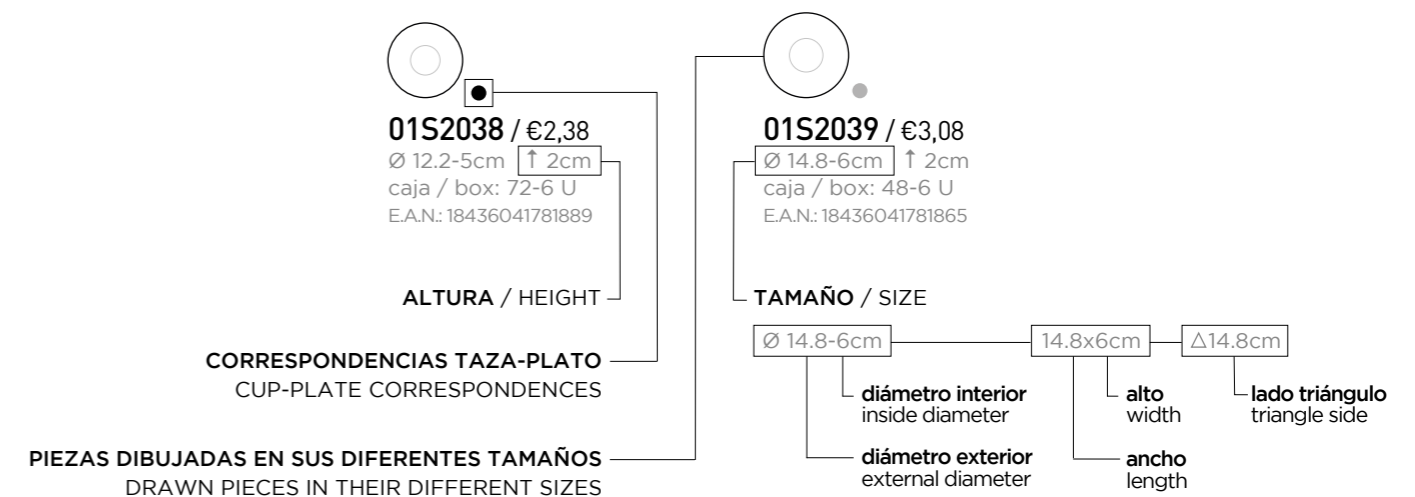 01S2038 / €2,38
Ø 12.2-5cm ↑ 2cm
caja / box: 72-6 U
E.A.N.: 18436041781889
01S2039 / €3,08
Ø 14.8-6cm ↑ 2cm
caja / box: 48-6 U
E.A.N.: 18436041781865
ALTURA / HEIGHT
TAMAÑO / SIZE
CORRESPONDENCIAS TAZA-PLATO
CUP-PLATE CORRESPONDENCES
PIEZAS DIBUJADAS EN SUS DIFERENTES TAMAÑOS
DRAWN PIECES IN THEIR DIFFERENT SIZES
Ø 14.8-6cm
14.8x6cm
△14.8cm
diámetro interior
inside diameter
alto
width
lado triángulo
triangle side
diámetro exterior
external diameter
ancho
length